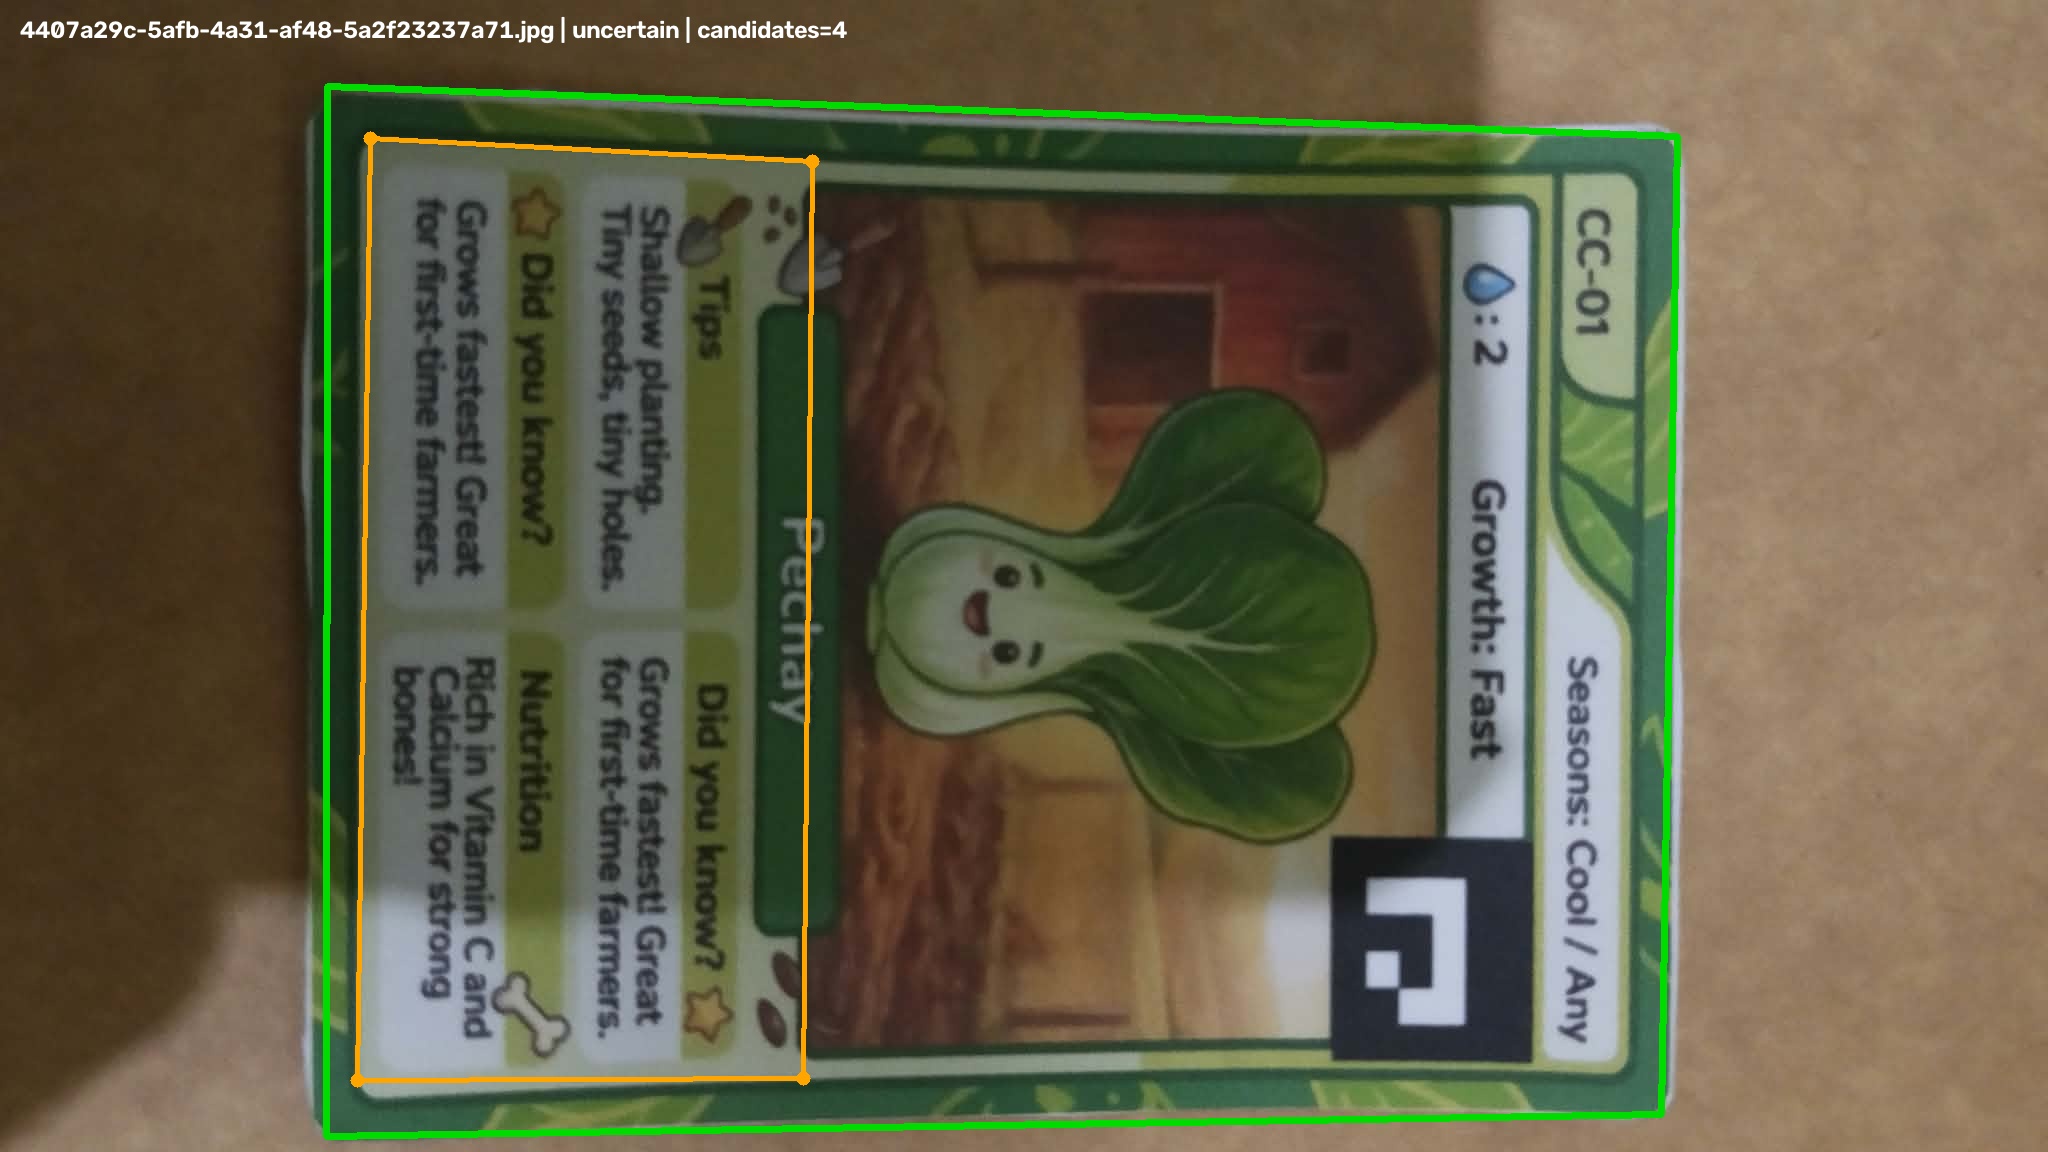 4407a29c-5afb-4a31-af48-5a2f23237a71.jpg | uncertain | candidates=4
CC-01
Seasons: Cool / Any
: 2
Growth: Fast
Pechay
Tips
Shallow planting.
Tiny seeds, tiny holes.
Did you know?
Grows fastest! Great
for first-time farmers.
Did you know?
Grows fastest! Great
for first-time farmers.
Nutrition
Rich in Vitamin C and
Calcium for strong
bones!